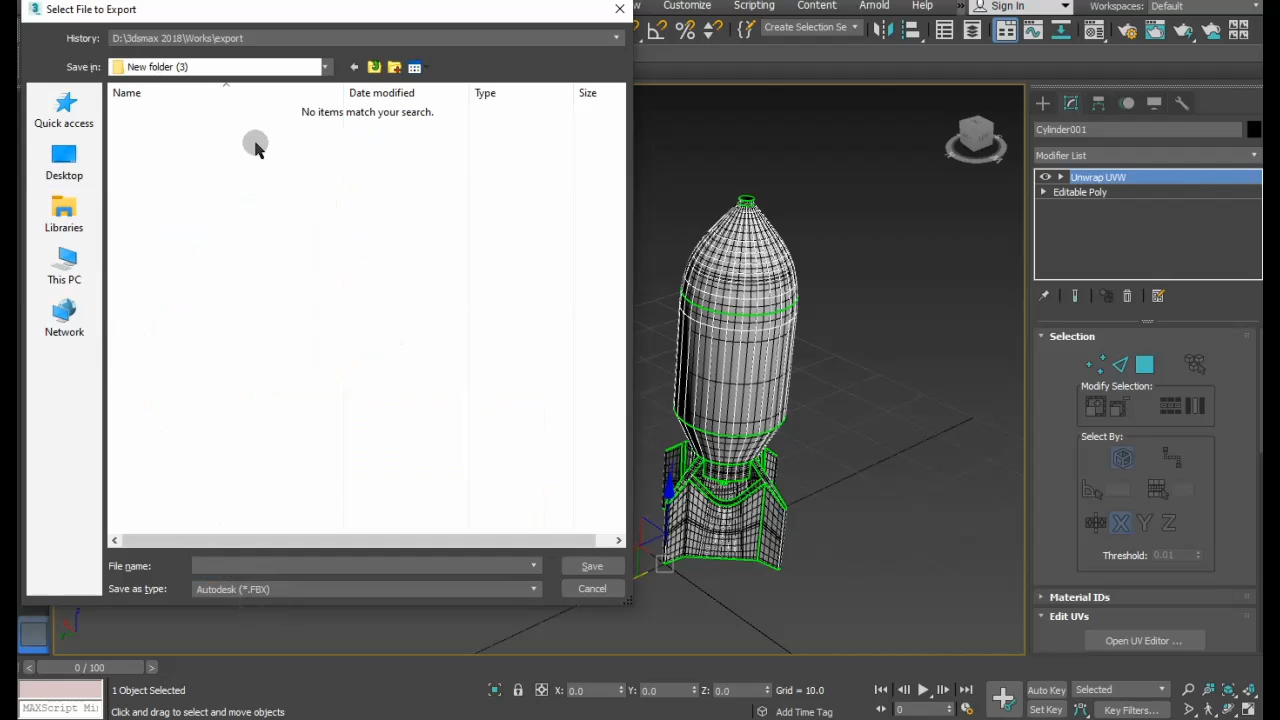 Select File to Export
Customize
Scripting
Content
Arnold
Help
Sign In
Workspaces:
Default
History:
D:\3dsmax 2018\Works\export
Create Selection Se
Save in:
New folder (3)
Name
Date modified
Type
Size
No items match your search.
Quick access
Desktop
Libraries
This PC
Network
Cylinder001
Modifier List
Unwrap UVW
Editable Poly
Selection
Modify Selection:
Select By:
X Y Z
Threshold:
0.01
Material IDs
Edit UVs
Open UV Editor ...
File name:
Save
Save as type:
Autodesk (*.FBX)
Cancel
< 0 / 100 >
1 Object Selected
X: 0.0
Y: 0.0
Z: 0.0
Grid = 10.0
Auto Key
Selected
MAXScript Mi
Click and drag to select and move objects
Add Time Tag
0
Set Key
Key Filters...